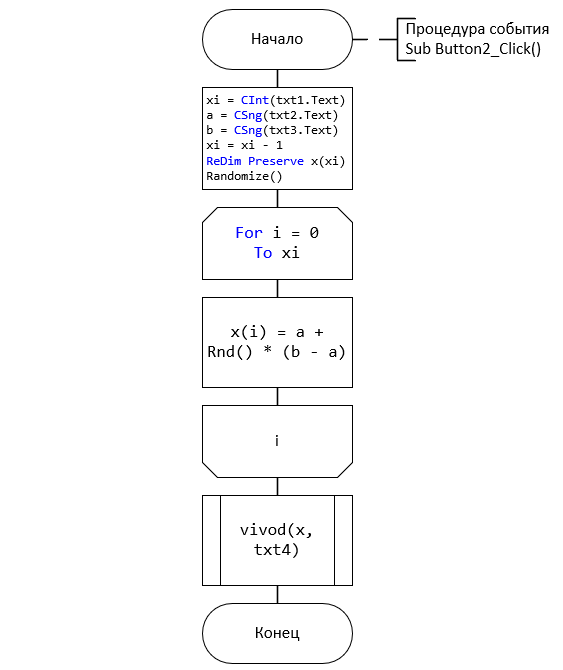 Начало
Процедура события
Sub Button2_Click()
xi = CInt(txt1.Text)
a = CSng(txt2.Text)
b = CSng(txt3.Text)
xi = xi - 1
ReDim Preserve x(xi)
Randomize()
For i = 0
To xi
x(i) = a +
Rnd() * (b - a)
i
vivod(x,
txt4)
Конец